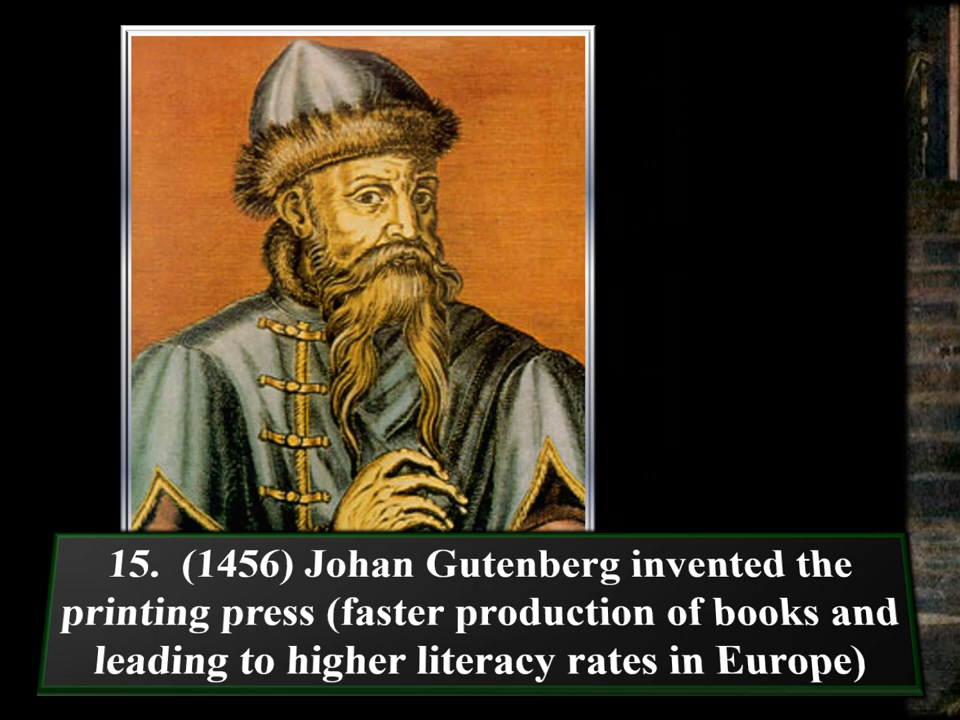 15. (1456) Johan Gutenberg invented the
printing press (faster production of books and
leading to higher literacy rates in Europe)